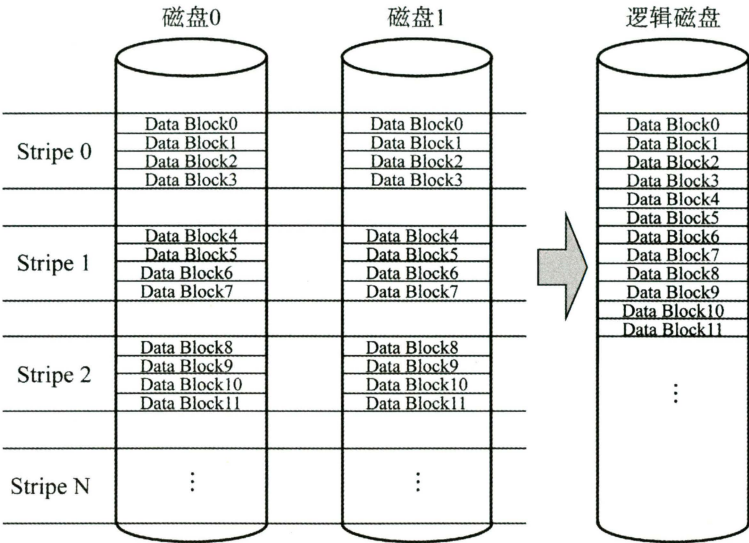 磁盘0 磁盘1 逻辑磁盘
Stripe 0
Data Block0 Data Block0 Data Block0
Data Block1 Data Block1 Data Block1
Data Block2 Data Block2 Data Block2
Data Block3 Data Block3 Data Block3
Data Block4
Data Block5
Stripe 1
Data Block4 Data Block4 Data Block6
Data Block5 Data Block5 Data Block7
Data Block6 Data Block6 Data Block8
Data Block7 Data Block7 Data Block9
Data Block10
Data Block11
Stripe 2
Data Block8 Data Block8
Data Block9 Data Block9
Data Block10 Data Block10
Data Block11 Data Block11
⋮
Stripe N ⋮ ⋮